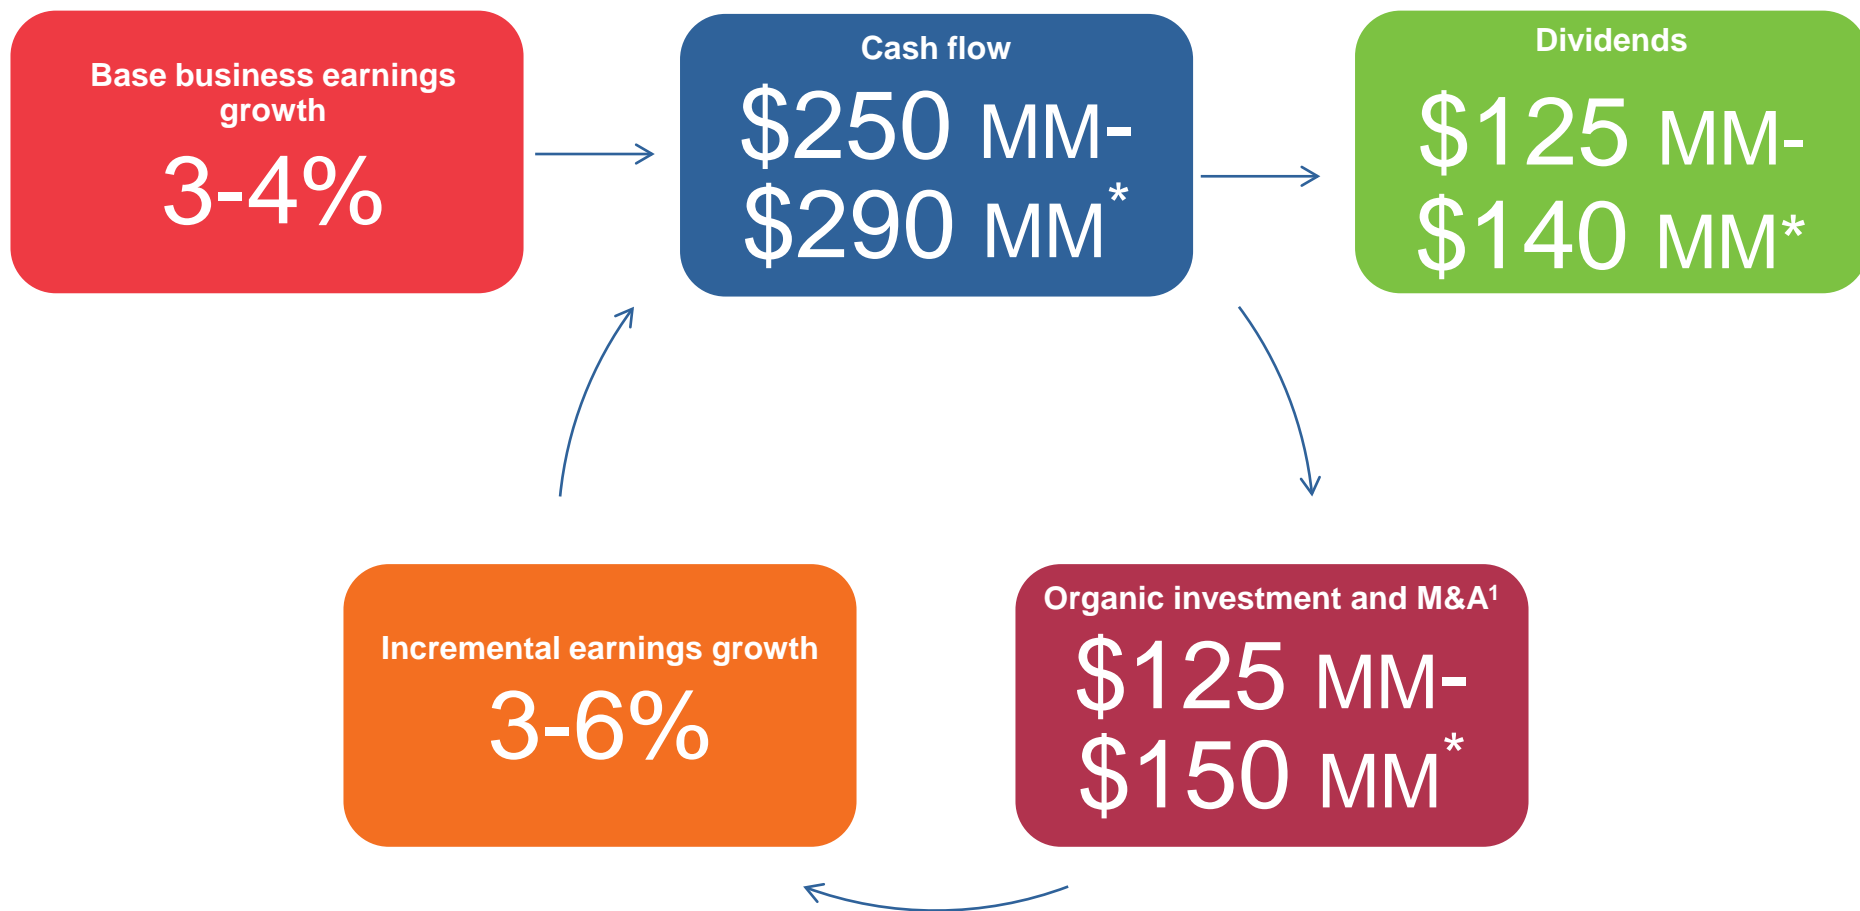 Base business earnings
growth
3-4%
Cash flow
$250 MM-
$290 MM*
Dividends
$125 MM-
$140 MM*
Incremental earnings growth
3-6%
Organic investment and M&A¹
$125 MM-
$150 MM*